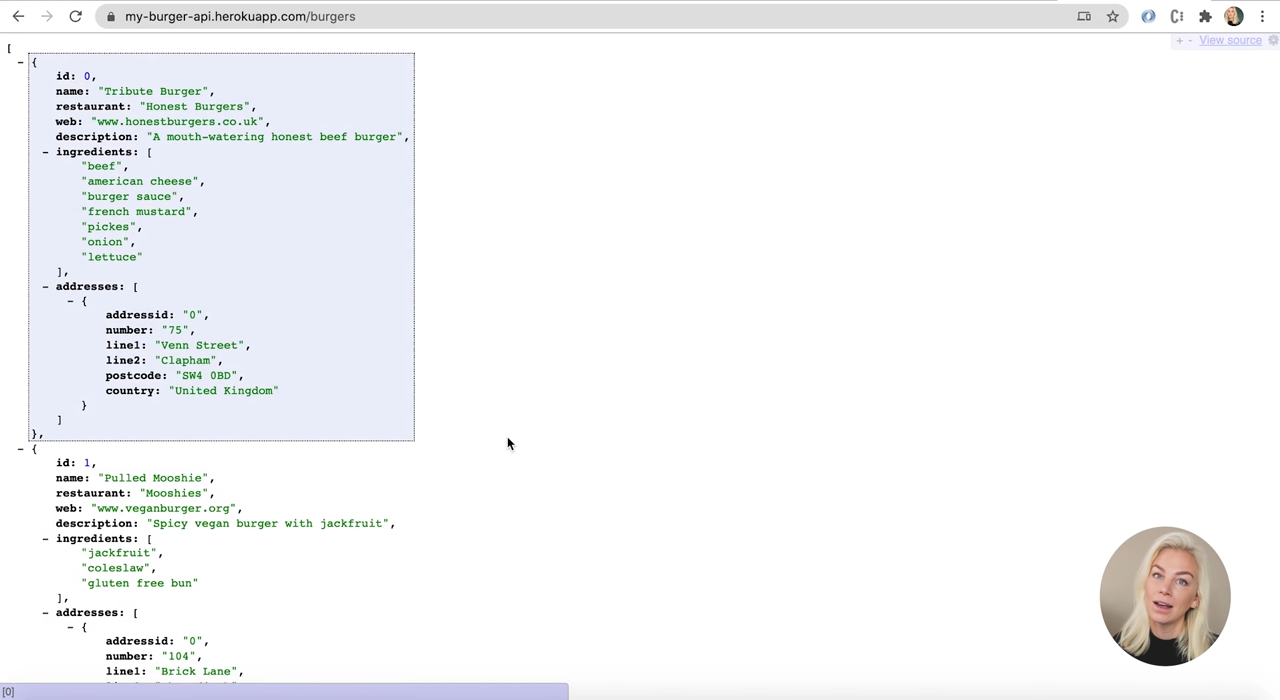 my-burger-api.herokuapp.com/burgers
+ - View source
[
- {
id: 0,
name: "Tribute Burger",
restaurant: "Honest Burgers",
web: "www.honestburgers.co.uk",
description: "A mouth-watering honest beef burger",
- ingredients: [
"beef",
"american cheese",
"burger sauce",
"french mustard",
"pickes",
"onion",
"lettuce"
],
- addresses: [
- {
addressid: "0",
number: "75",
line1: "Venn Street",
line2: "Clapham",
postcode: "SW4 0BD",
country: "United Kingdom"
}
]
},
- {
id: 1,
name: "Pulled Mooshie",
restaurant: "Mooshies",
web: "www.veganburger.org",
description: "Spicy vegan burger with jackfruit",
- ingredients: [
"jackfruit",
"coleslaw",
"gluten free bun"
],
- addresses: [
- {
addressid: "0",
number: "104",
line1: "Brick Lane",
[0]